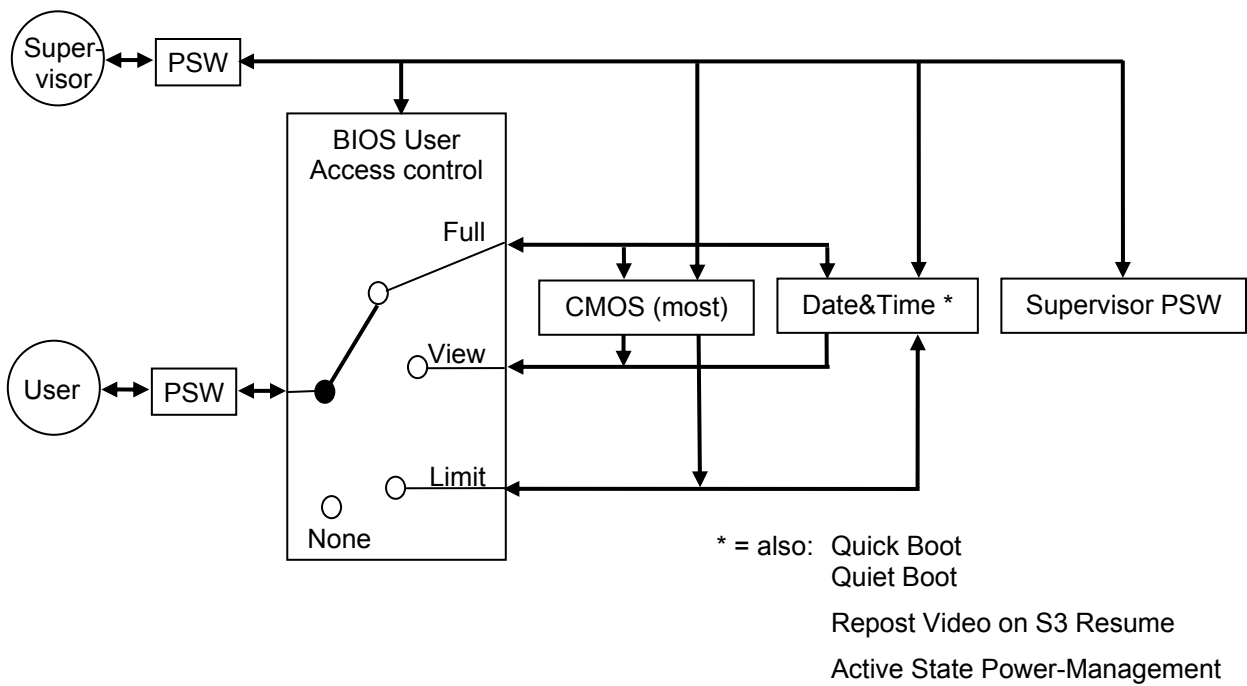 Super-
visor
PSW
BIOS User
Access control
Full
CMOS (most)
Date&Time *
Supervisor PSW
View
User
PSW
Limit
None
* = also: Quick Boot
Quiet Boot
Repost Video on S3 Resume
Active State Power-Management